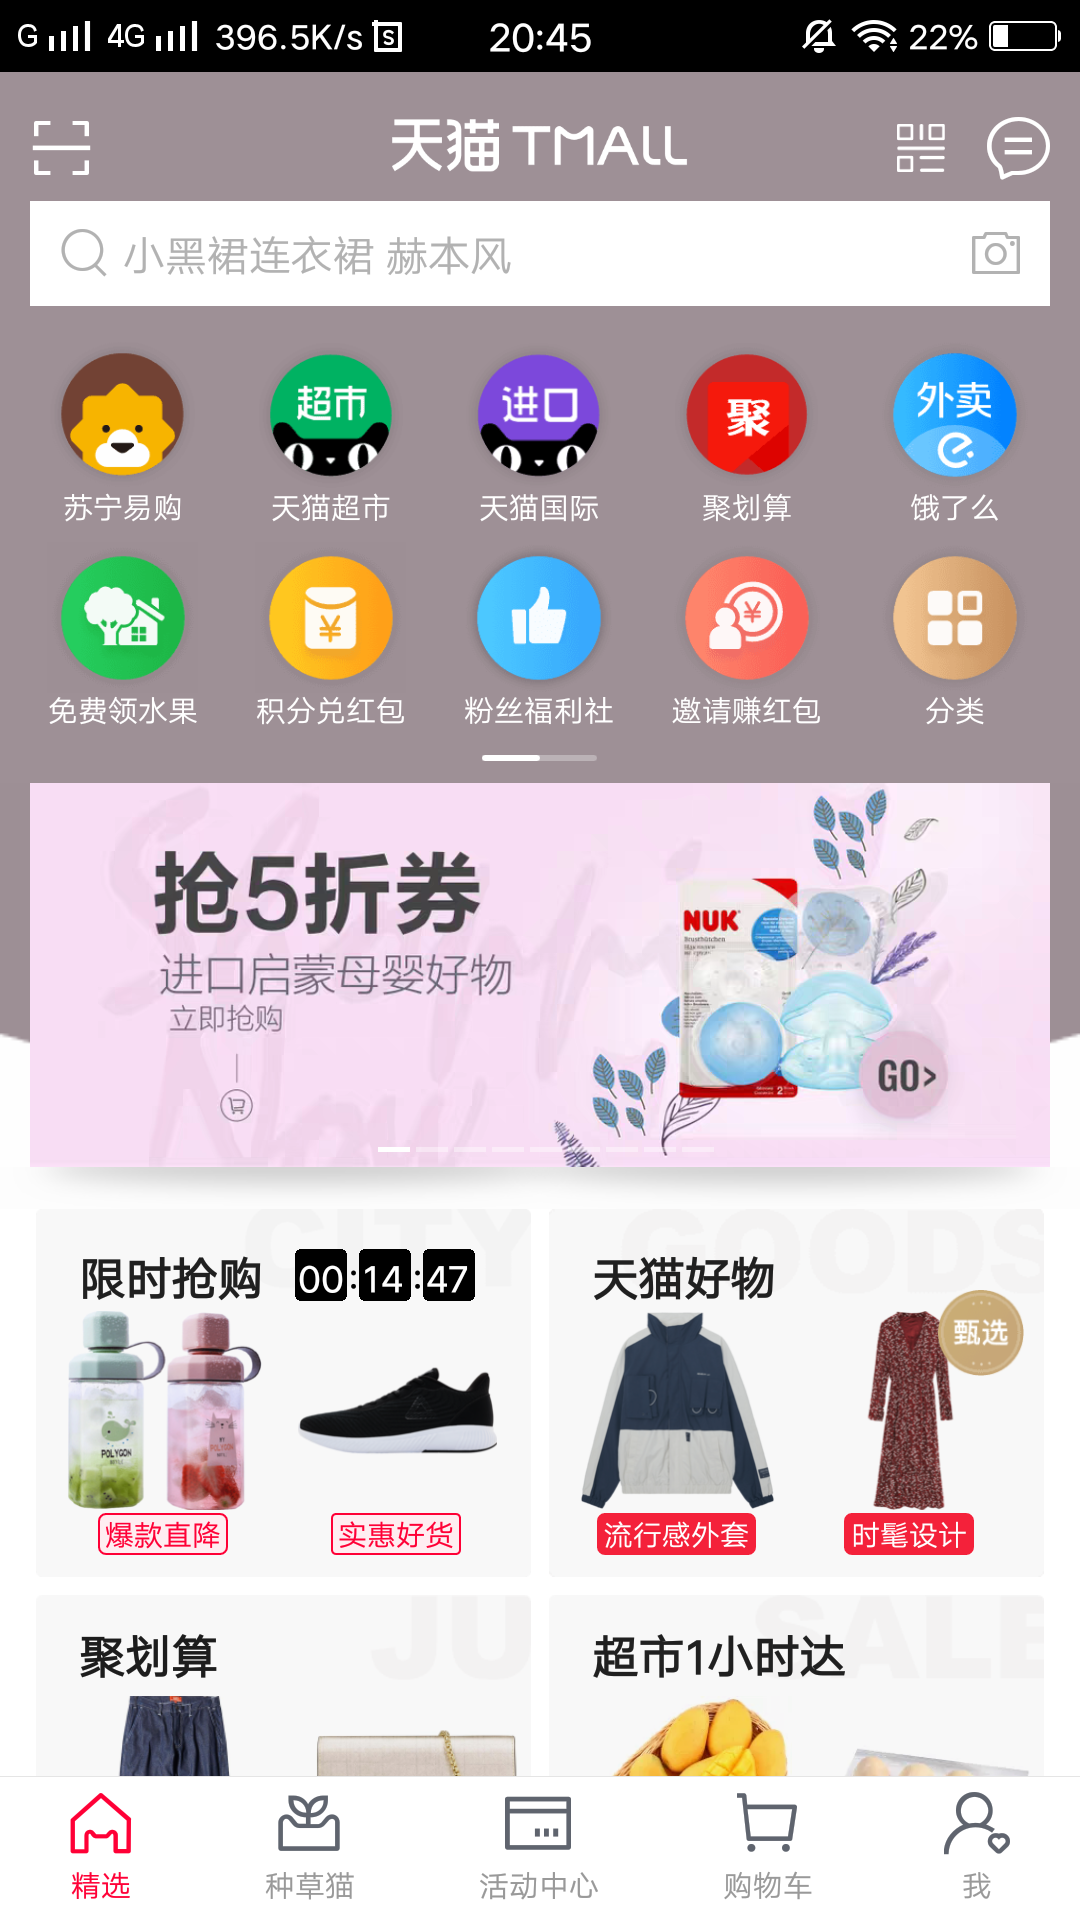 G 4G 396.5K/s S 20:45 22%
天猫 TMALL
小黑裙连衣裙 赫本风
超市 进口 聚 外卖
苏宁易购 天猫超市 天猫国际 聚划算 饿了么
¥ ¥
免费领水果 积分兑红包 粉丝福利社 邀请赚红包 分类
抢5折券
进口启蒙母婴好物
立即抢购
NUK
GO>
CITY GOODS
限时抢购 00:14:47 天猫好物
甄选
POLYGON
爆款直降 实惠好货 流行感外套 时髦设计
JU SALE
聚划算 超市1小时达
精选 种草猫 活动中心 购物车 我